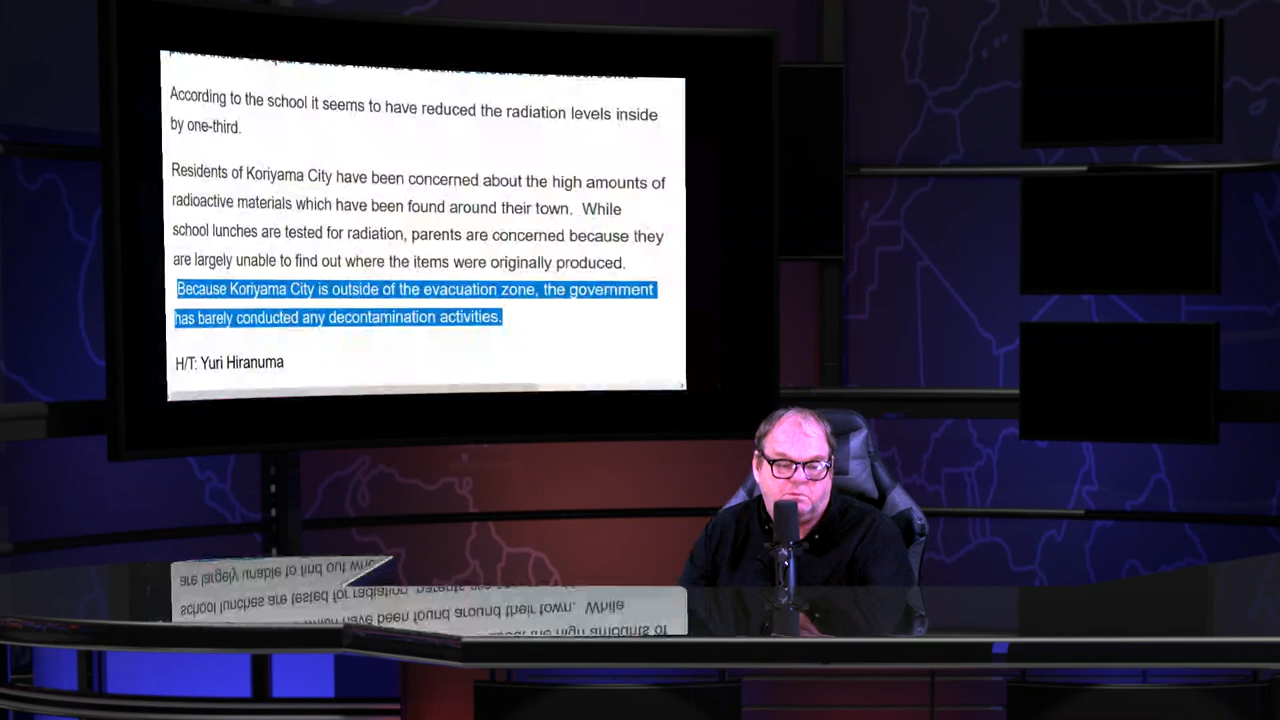 According to the school it seems to have reduced the radiation levels inside
by one-third.
Residents of Koriyama City have been concerned about the high amounts of
radioactive materials which have been found around their town. While
school lunches are tested for radiation, parents are concerned because they
are largely unable to find out where the items were originally produced.
Because Koriyama City is outside of the evacuation zone, the government
has barely conducted any decontamination activities.
H/T: Yuri Hiranuma